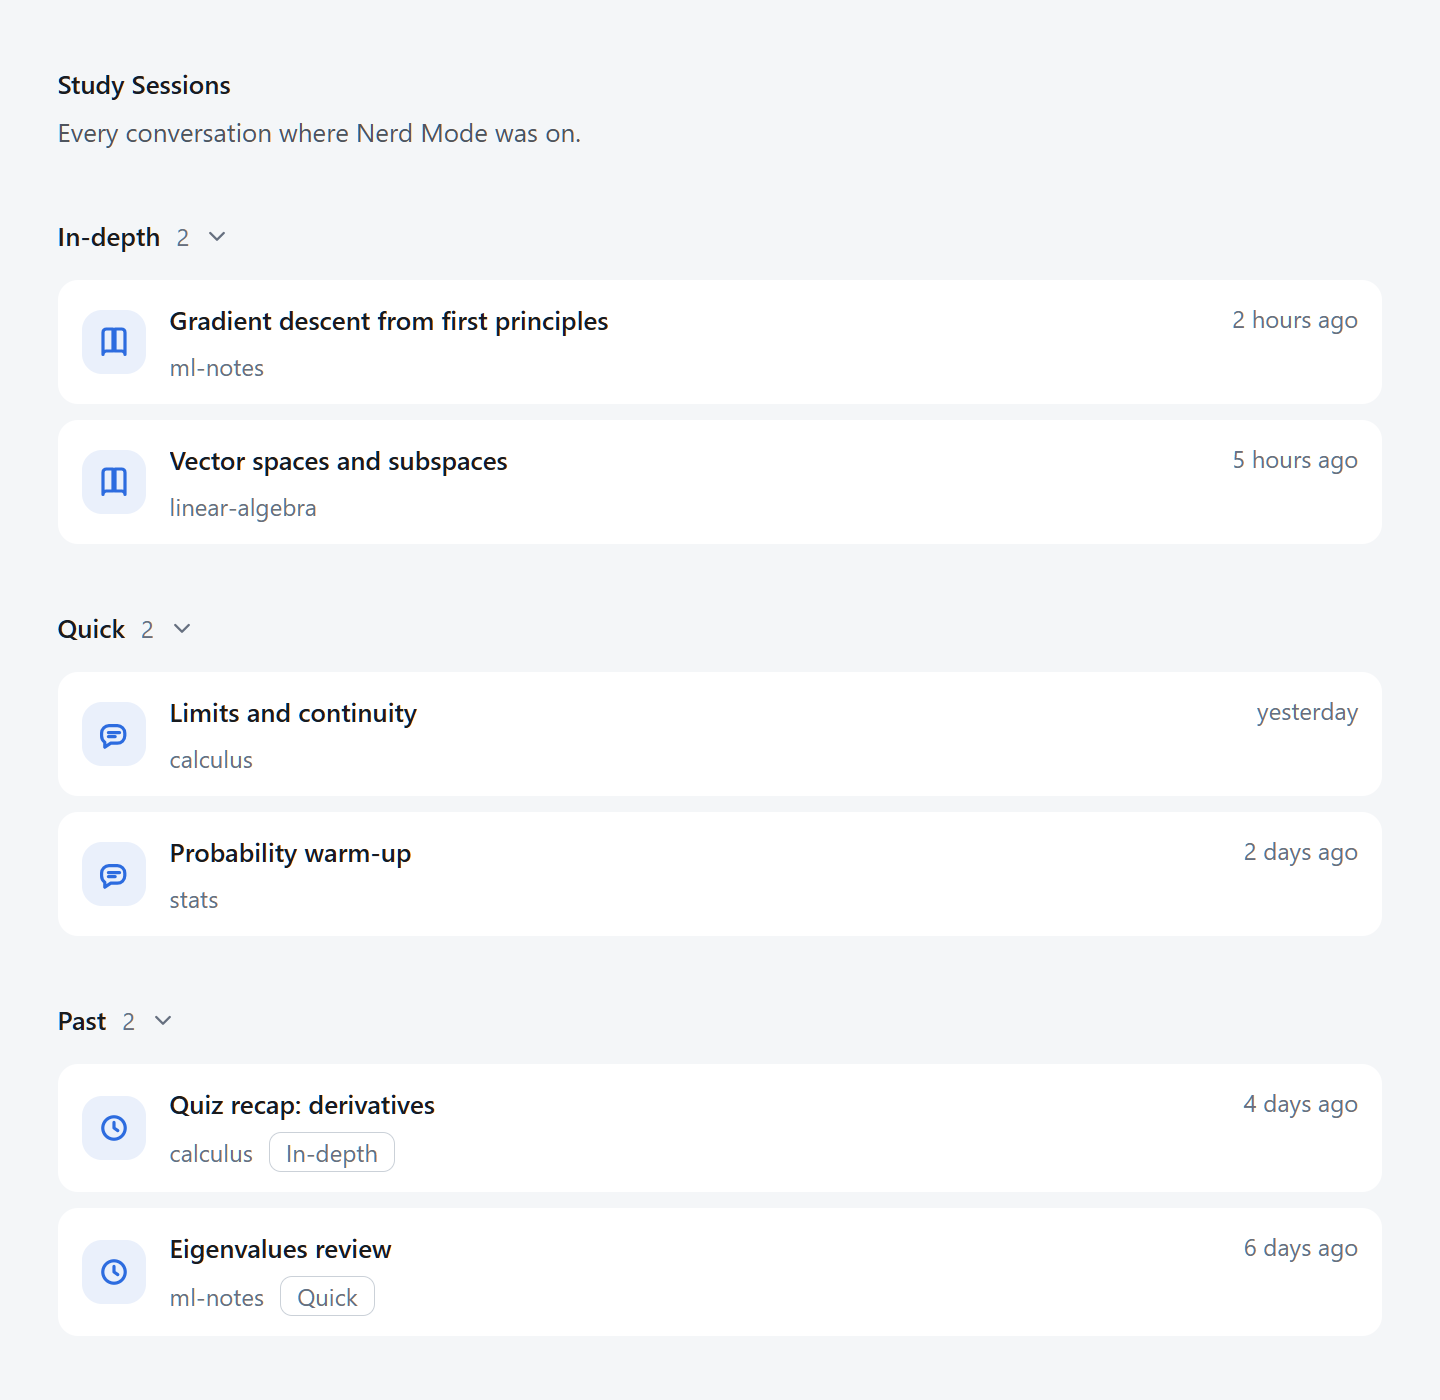 Study Sessions
Every conversation where Nerd Mode was on.
In-depth 2
Gradient descent from first principles
2 hours ago
ml-notes
Vector spaces and subspaces
5 hours ago
linear-algebra
Quick 2
Limits and continuity
yesterday
calculus
Probability warm-up
2 days ago
stats
Past 2
Quiz recap: derivatives
4 days ago
calculus In-depth
Eigenvalues review
6 days ago
ml-notes Quick